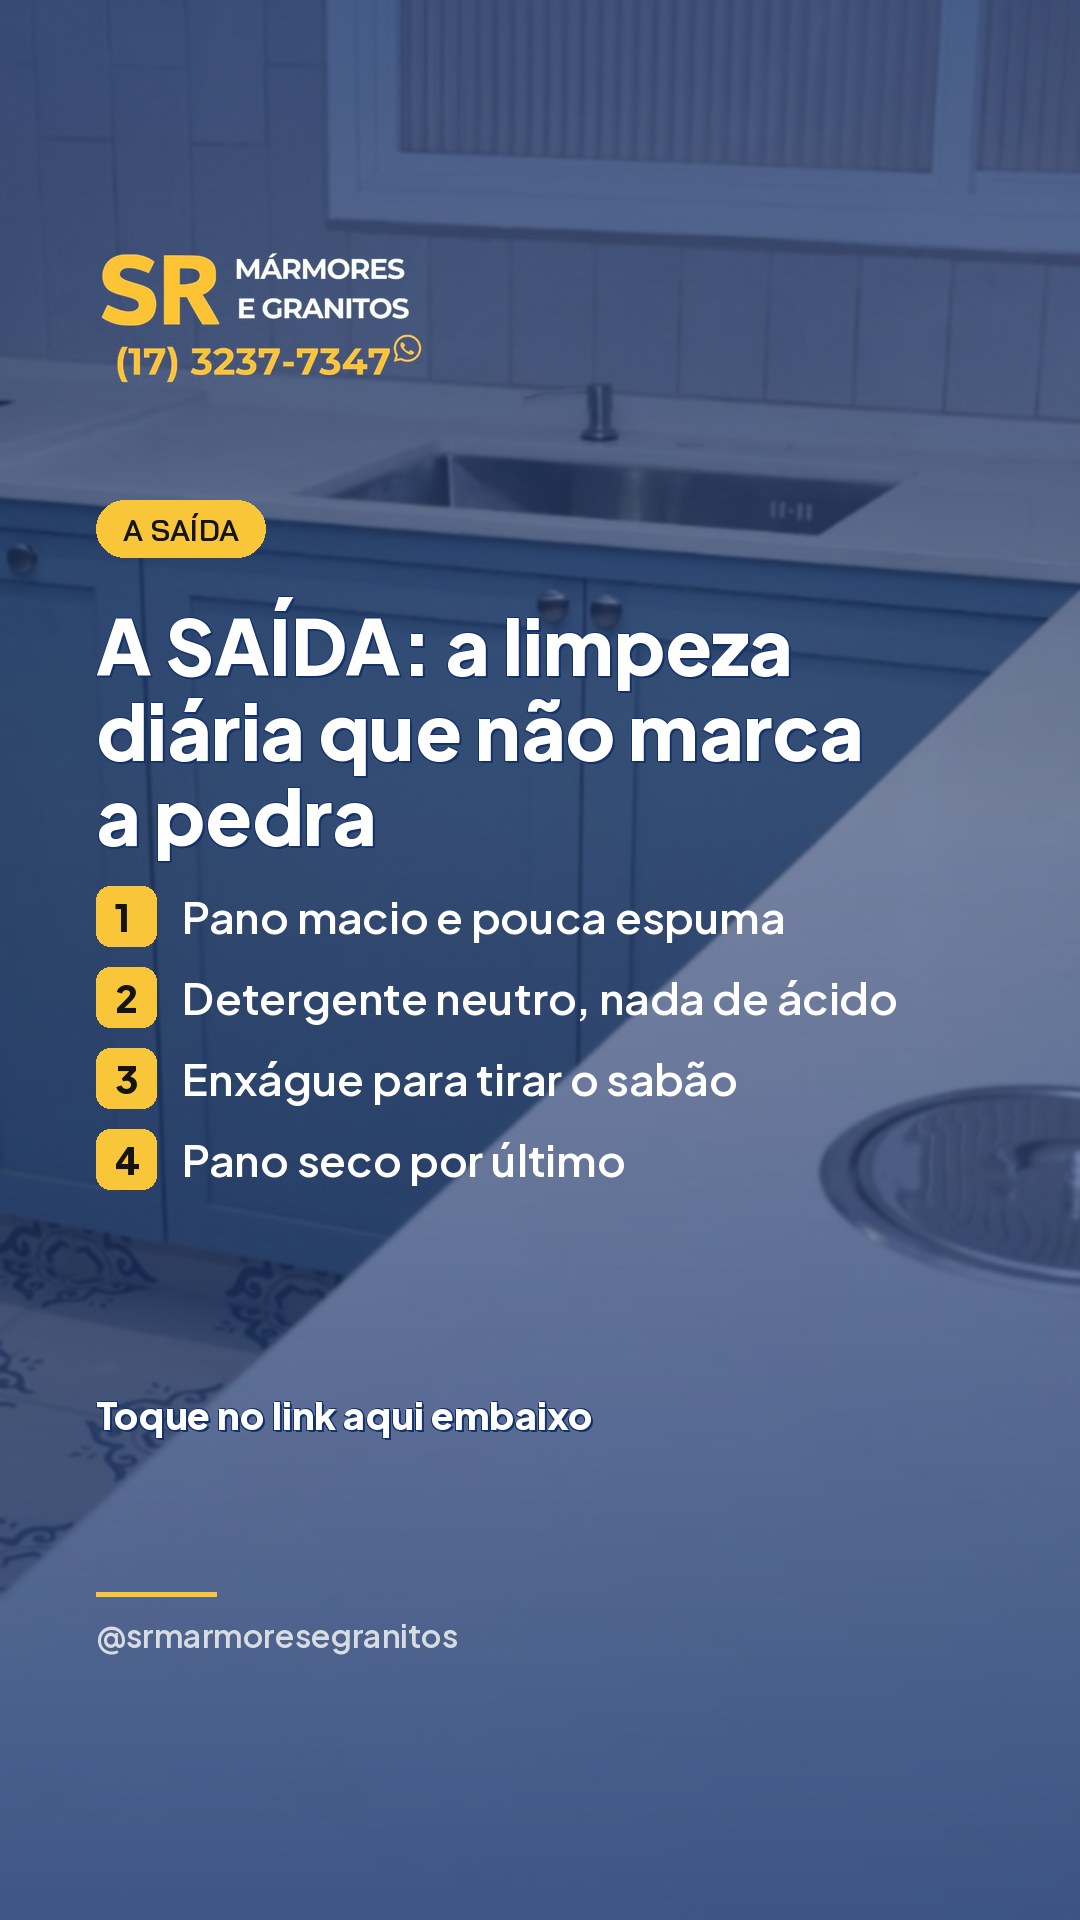 SR MÁRMORES
E GRANITOS
(17) 3237-7347
A SAÍDA
A SAÍDA: a limpeza
diária que não marca
a pedra
1 Pano macio e pouca espuma
2 Detergente neutro, nada de ácido
3 Enxágue para tirar o sabão
4 Pano seco por último
Toque no link aqui embaixo
@srmarmoresegranitos